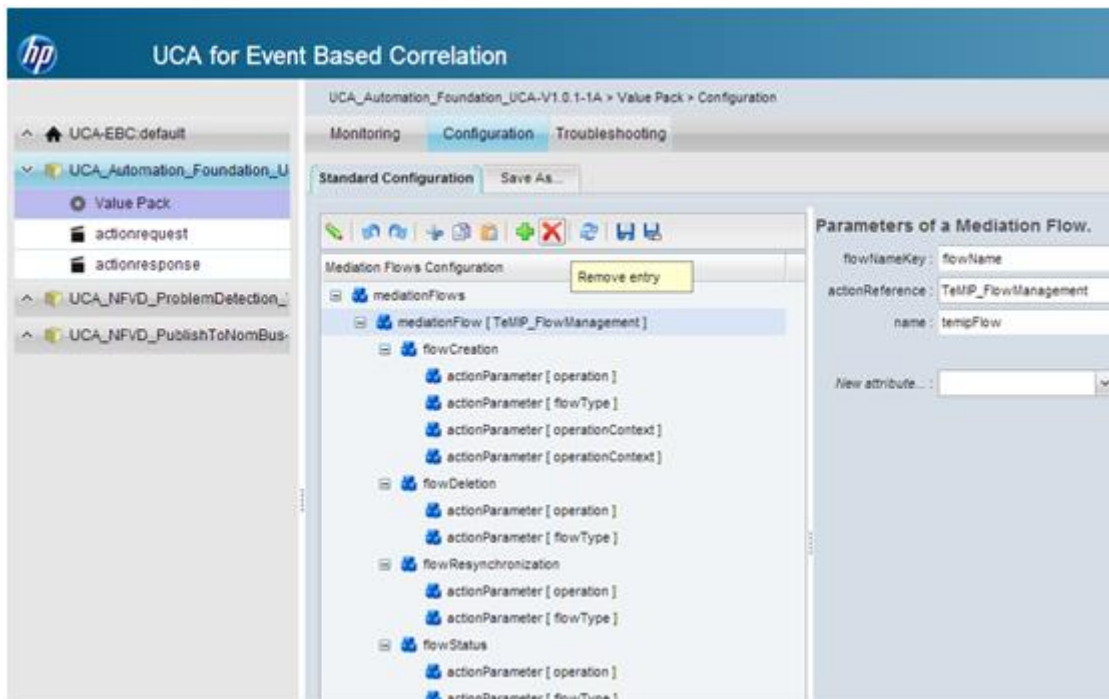 hp
UCA for Event Based Correlation
UCA_Automation_Foundation_UCA-V1.0.1-1A > Value Pack > Configuration
UCA-EBC:default
Monitoring Configuration Troubleshooting
UCA_Automation_Foundation_U
Standard Configuration Save As...
Value Pack
actionrequest
actionresponse
UCA_NFVD_ProblemDetection_
UCA_NFVD_PublishToNomBus-
Mediation Flows Configuration
Remove entry
mediationFlows
mediationFlow [ TeMIP_FlowManagement ]
flowCreation
actionParameter [ operation ]
actionParameter [ flowType ]
actionParameter [ operationContext ]
actionParameter [ operationContext ]
flowDeletion
actionParameter [ operation ]
actionParameter [ flowType ]
flowResynchronization
actionParameter [ operation ]
actionParameter [ flowType ]
flowStatus
actionParameter [ operation ]
actionParameter [ flowType ]
Parameters of a Mediation Flow.
flowNameKey : flowName
actionReference : TeMIP_FlowManagement
name : temipFlow
New attribute... :